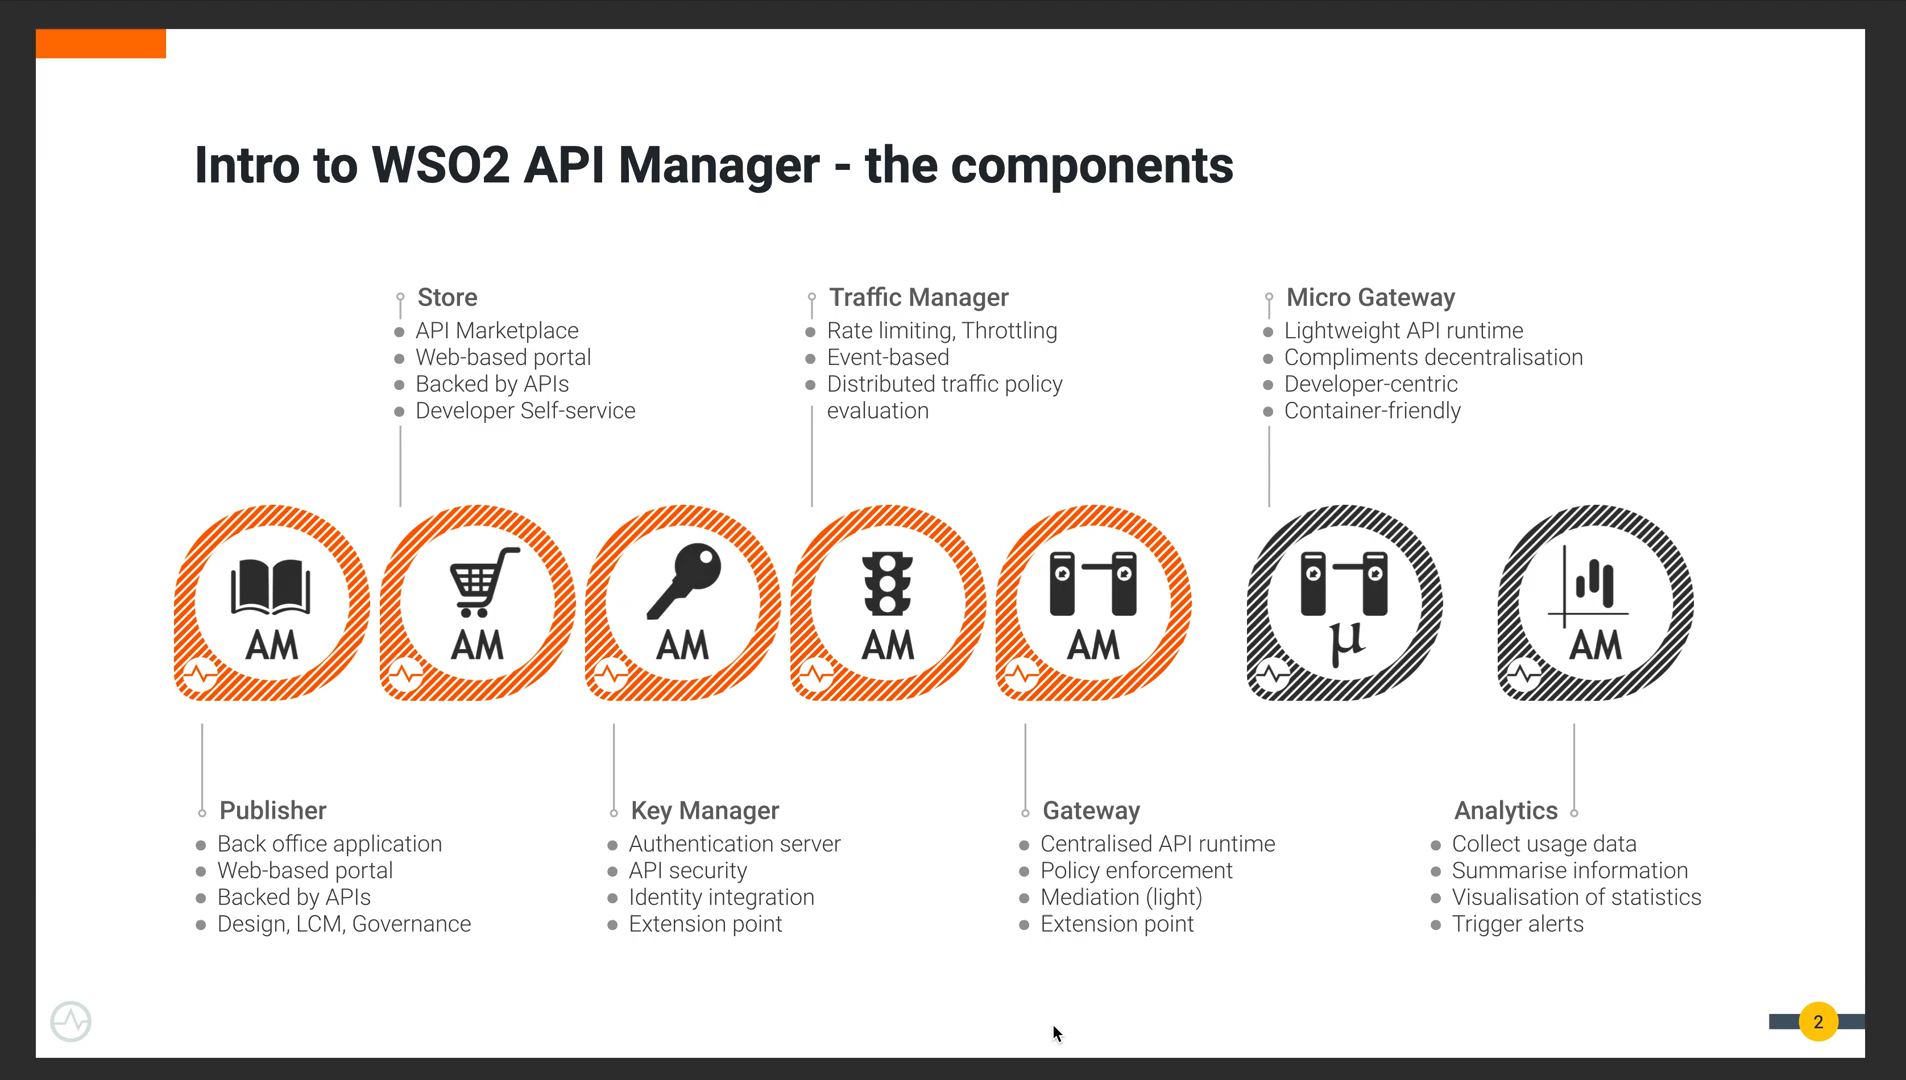 Intro to WSO2 API Manager - the components
Store
API Marketplace
Web-based portal
Backed by APIs
Developer Self-service
Traffic Manager
Rate limiting, Throttling
Event-based
Distributed traffic policy
evaluation
Micro Gateway
Lightweight API runtime
Compliments decentralisation
Developer-centric
Container-friendly
AM
AM
AM
AM
AM
μ
AM
Publisher
Back office application
Web-based portal
Backed by APIs
Design, LCM, Governance
Key Manager
Authentication server
API security
Identity integration
Extension point
Gateway
Centralised API runtime
Policy enforcement
Mediation (light)
Extension point
Analytics
Collect usage data
Summarise information
Visualisation of statistics
Trigger alerts
2